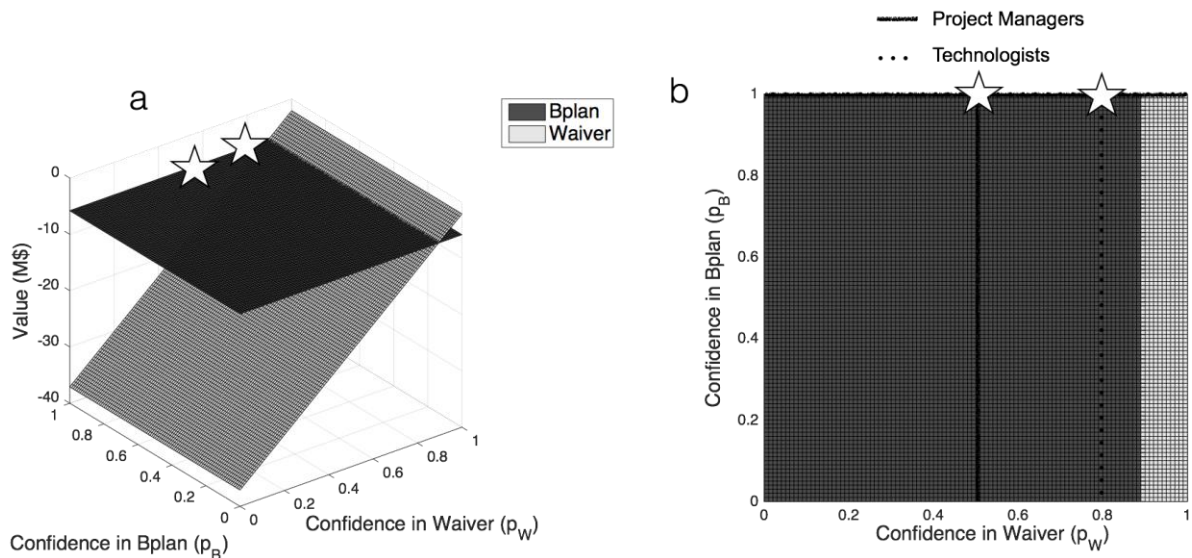 a
Bplan
Waiver
Value (M$)
0
-10
-20
-30
-40
1
0.8
0.6
0.4
0.2
0
Confidence in Bplan (p_B)
0
0.2
0.4
0.6
0.8
1
Confidence in Waiver (p_W)
Project Managers
Technologists
b
Confidence in Bplan (p_B)
1
0.8
0.6
0.4
0.2
0
0
0.2
0.4
0.6
0.8
1
Confidence in Waiver (p_W)